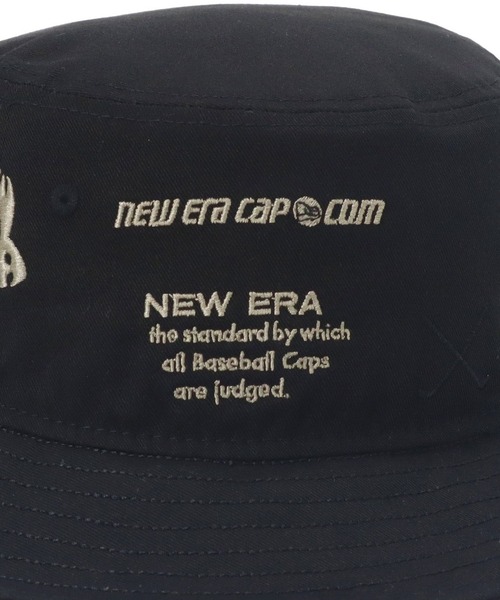 new era cap com
NEW ERA
the standard by which
all Baseball Caps
are judged.